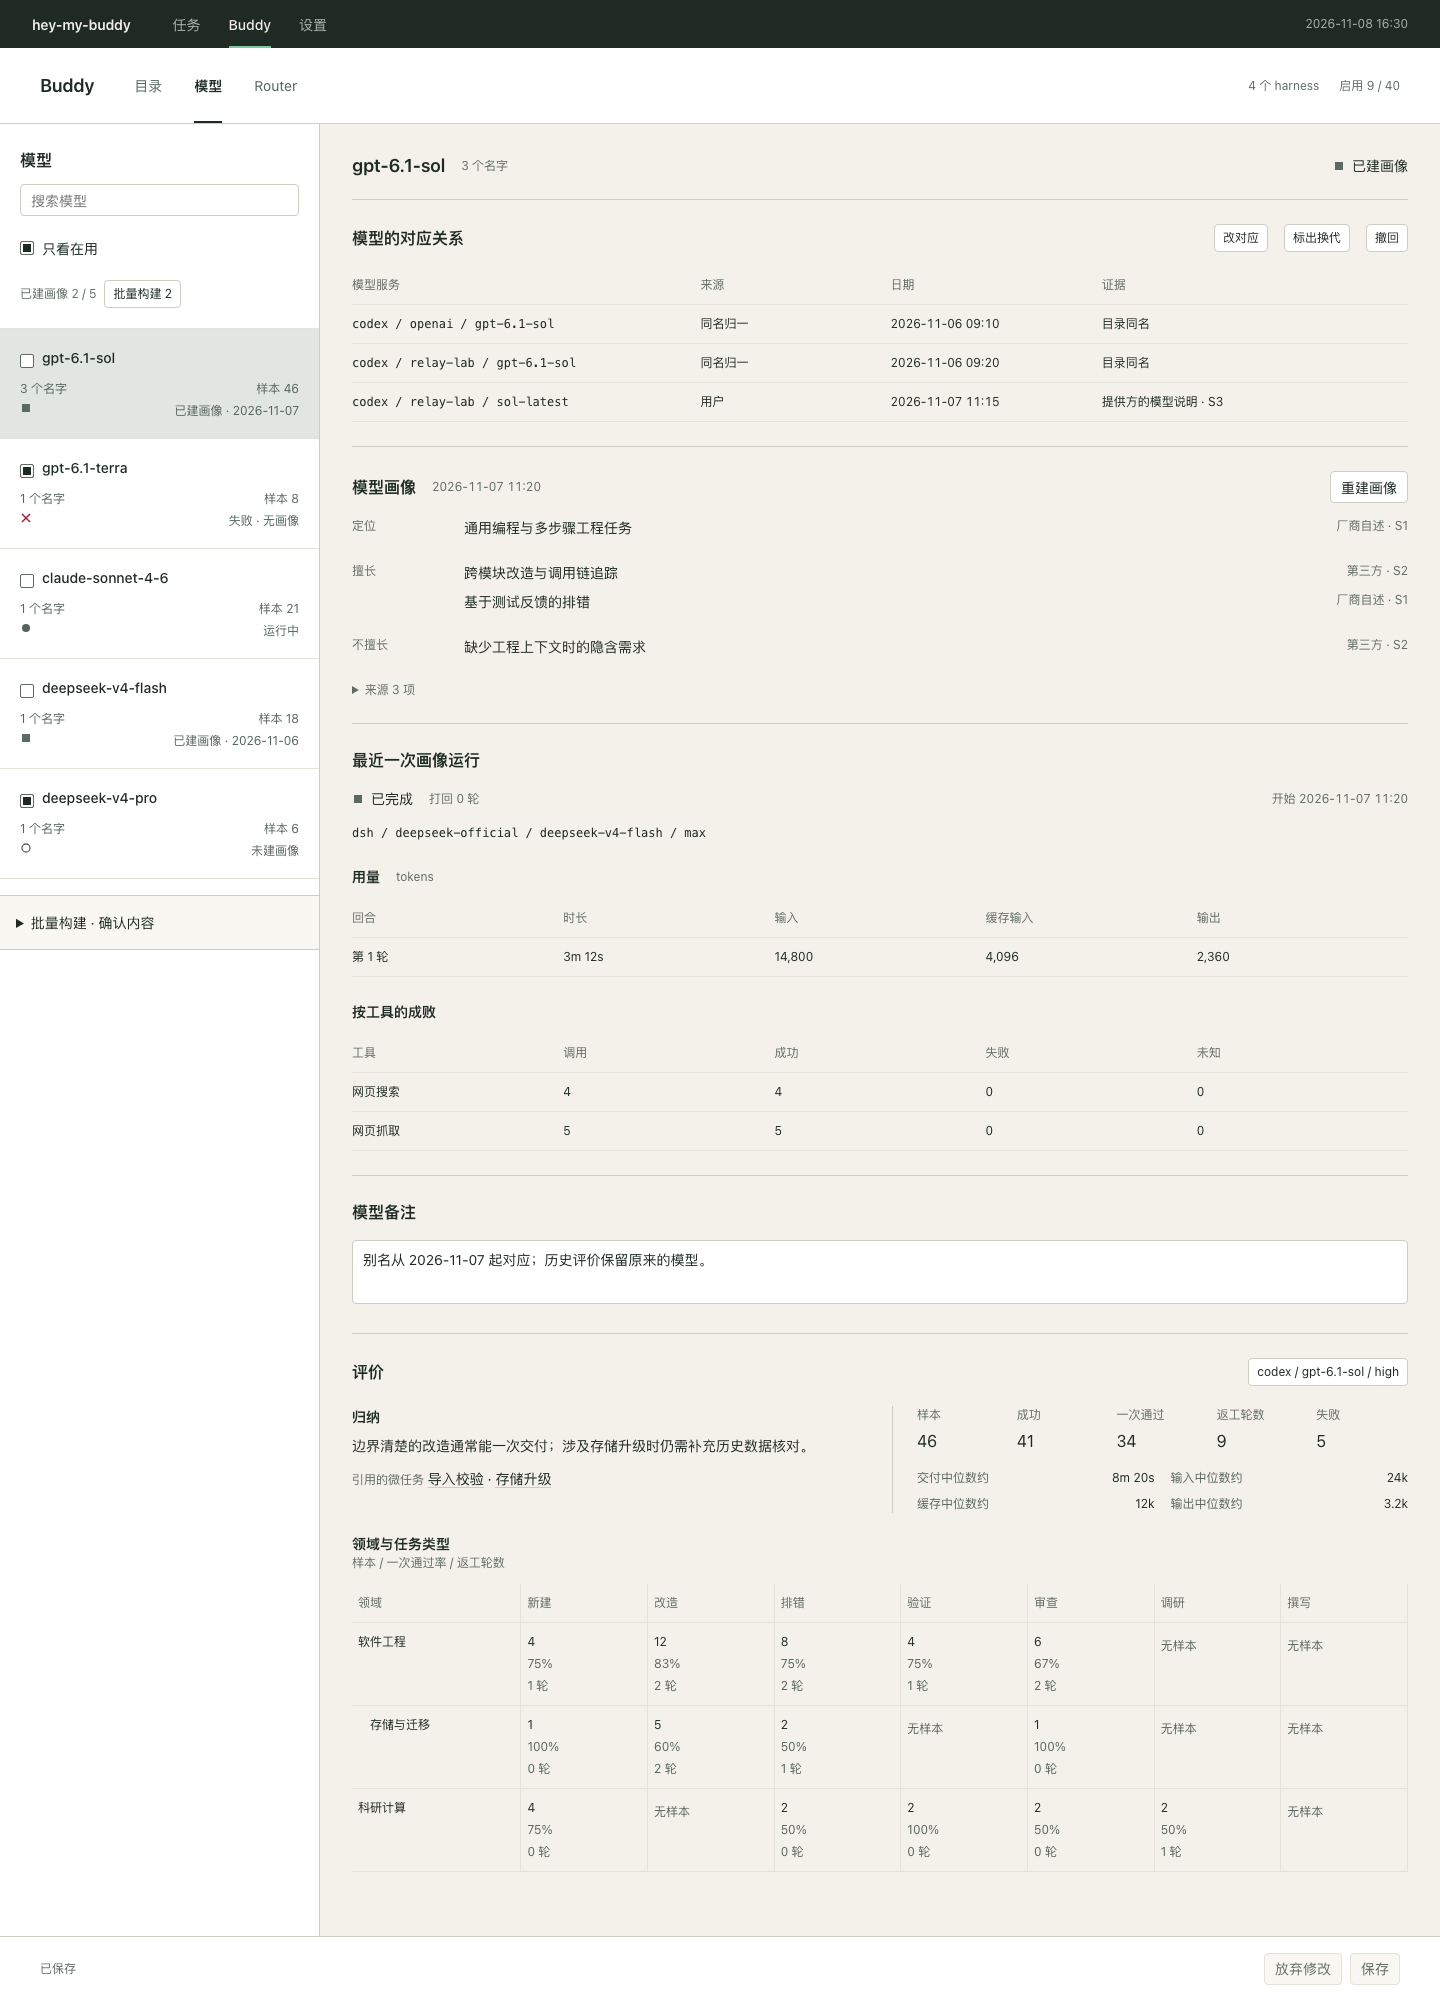 hey-my-buddy 任务 Buddy 设置 2026-11-08 16:30
Buddy 目录 模型 Router 4 个 harness 启用 9 / 40
模型
搜索模型
只看在用
已建画像 2 / 5 批量构建 2
gpt-6.1-sol
3 个名字 样本 46
已建画像 · 2026-11-07
gpt-6.1-terra
1 个名字 样本 8
失败 · 无画像
claude-sonnet-4-6
1 个名字 样本 21
运行中
deepseek-v4-flash
1 个名字 样本 18
已建画像 · 2026-11-06
deepseek-v4-pro
1 个名字 样本 6
未建画像
批量构建 · 确认内容
gpt-6.1-sol 3 个名字 已建画像
模型的对应关系 改对应 标出换代 撤回
模型服务 来源 日期 证据
codex / openai / gpt-6.1-sol 同名归一 2026-11-06 09:10 目录同名
codex / relay-lab / gpt-6.1-sol 同名归一 2026-11-06 09:20 目录同名
codex / relay-lab / sol-latest 用户 2026-11-07 11:15 提供方的模型说明 · S3
模型画像 2026-11-07 11:20 重建画像
定位 通用编程与多步骤工程任务 厂商自述 · S1
擅长 跨模块改造与调用链追踪 第三方 · S2
基于测试反馈的排错 厂商自述 · S1
不擅长 缺少工程上下文时的隐含需求 第三方 · S2
来源 3 项
最近一次画像运行
已完成 打回 0 轮 开始 2026-11-07 11:20
dsh / deepseek-official / deepseek-v4-flash / max
用量 tokens
回合 时长 输入 缓存输入 输出
第 1 轮 3m 12s 14,800 4,096 2,360
按工具的成败
工具 调用 成功 失败 未知
网页搜索 4 4 0 0
网页抓取 5 5 0 0
模型备注
别名从 2026-11-07 起对应；历史评价保留原来的模型。
评价 codex / gpt-6.1-sol / high
归纳
边界清楚的改造通常能一次交付；涉及存储升级时仍需补充历史数据核对。
引用的微任务 导入校验 · 存储升级
样本 成功 一次通过 返工轮数 失败
46 41 34 9 5
交付中位数约 8m 20s 输入中位数约 24k
缓存中位数约 12k 输出中位数约 3.2k
领域与任务类型
样本 / 一次通过率 / 返工轮数
领域 新建 改造 排错 验证 审查 调研 撰写
软件工程 4 12 8 4 6 无样本 无样本
75% 83% 75% 75% 67%
1 轮 2 轮 2 轮 1 轮 2 轮
存储与迁移 1 5 2 无样本 1 无样本 无样本
100% 60% 50% 100%
0 轮 2 轮 1 轮 0 轮
科研计算 4 无样本 2 2 2 2 无样本
75% 50% 100% 50% 50%
0 轮 0 轮 0 轮 0 轮 1 轮
已保存 放弃修改 保存